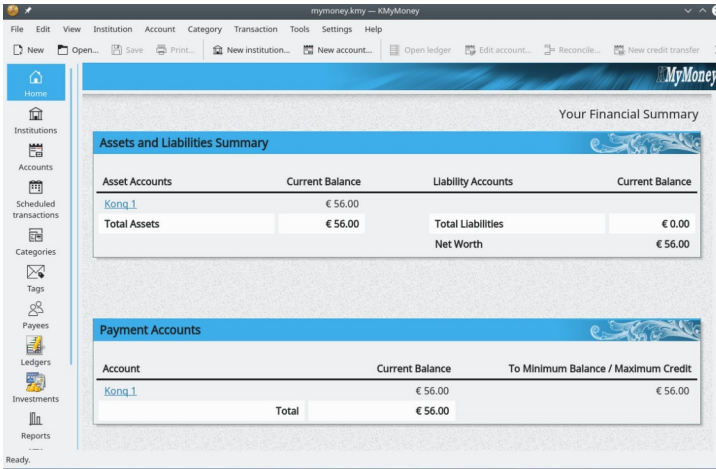 mymoney.kmy — KMyMoney
File Edit View Institution Account Category Transaction Tools Settings Help
New Open... Save Print... New institution... New account... Open ledger Edit account... Reconcile... New credit transfer
Home
Institutions
Accounts
Scheduled
transactions
Categories
Tags
Payees
Ledgers
Investments
Reports
KMyMoney
Your Financial Summary
Assets and Liabilities Summary
Asset Accounts Current Balance Liability Accounts Current Balance
Konq 1 € 56.00
Total Assets € 56.00 Total Liabilities € 0.00
Net Worth € 56.00
Payment Accounts
Account Current Balance To Minimum Balance / Maximum Credit
Konq 1 € 56.00 € 56.00
Total € 56.00
Ready.